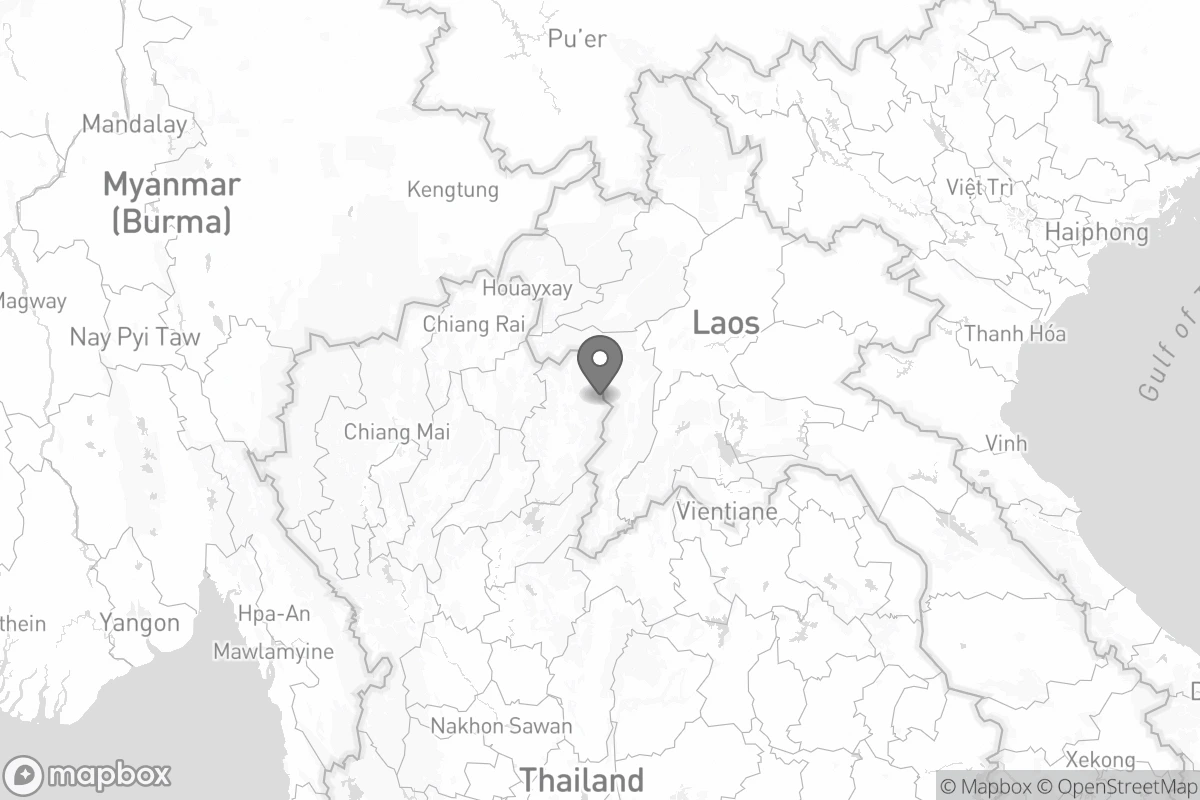 Pu'er
Mandalay
Myanmar
(Burma)
Kengtung
Việt Trì
Haiphong
Houayxay
Magway
Chiang Rai
Laos
Nay Pyi Taw
Thanh Hóa
Gulf of T
Chiang Mai
Vinh
Vientiane
Hpa-An
thein
Yangon
Mawlamyine
D
Nakhon Sawan
Xekong
Thailand
mapbox
© Mapbox © OpenStreetMap